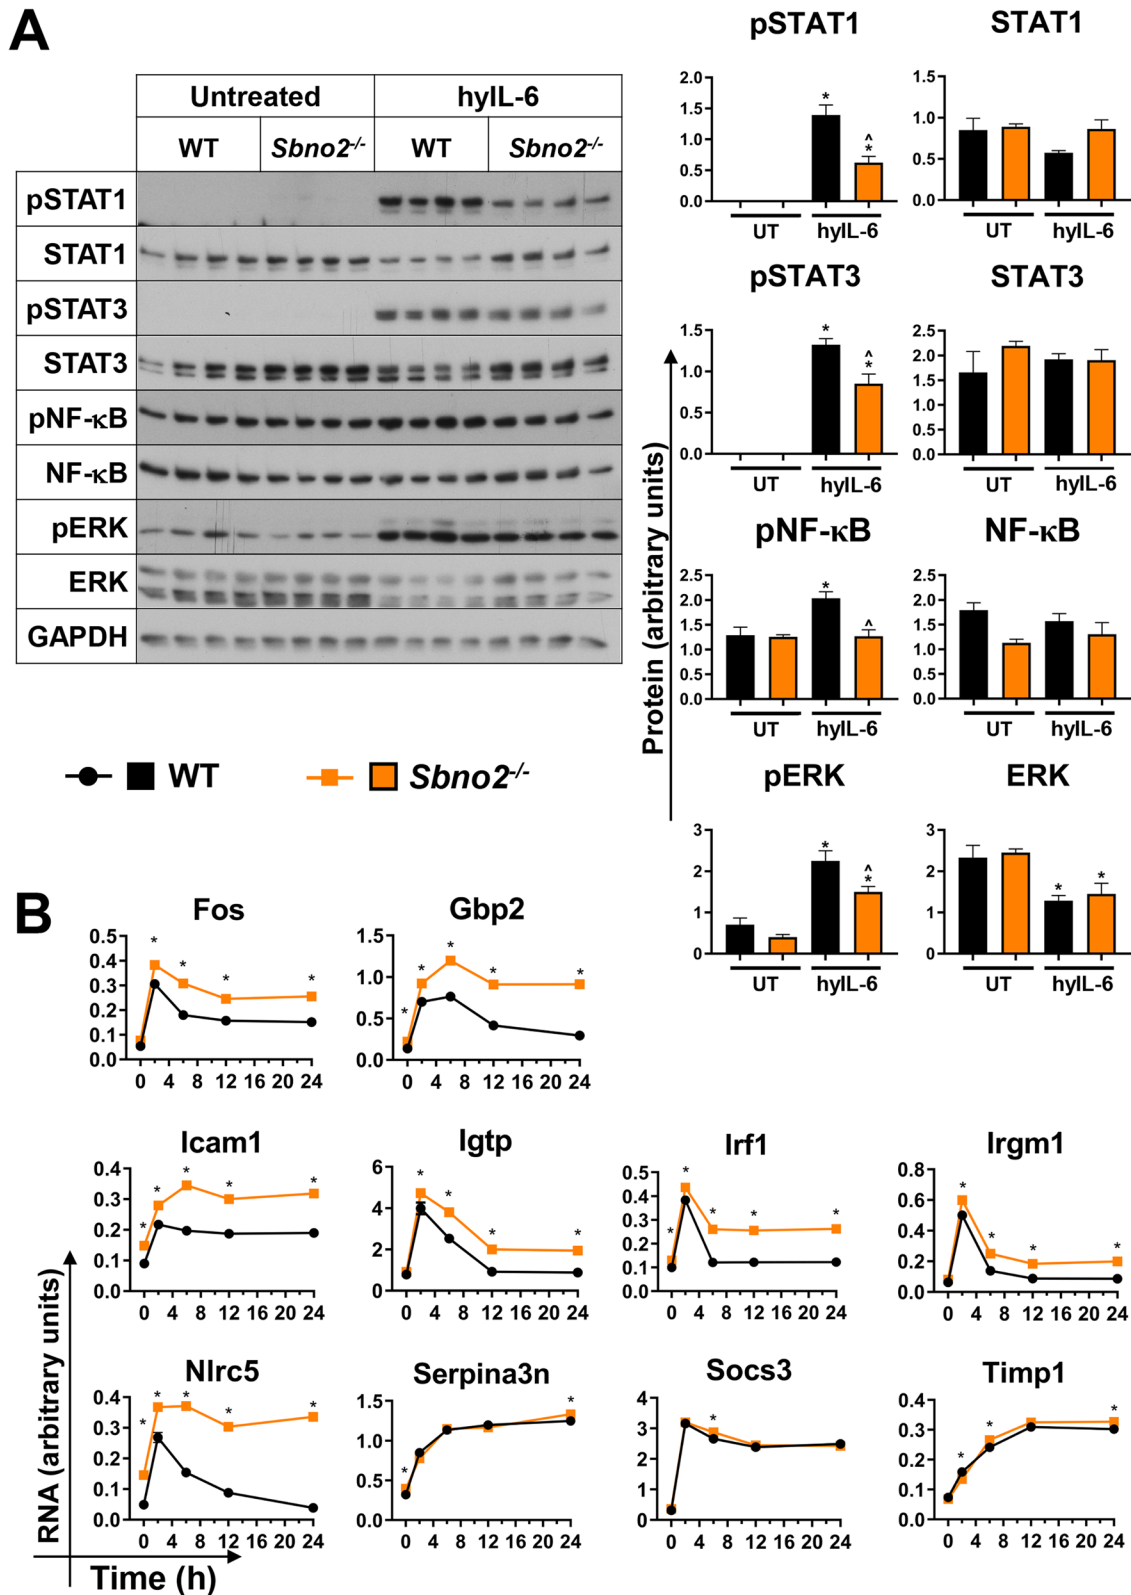 A
Untreated hyIL-6
WT Sbno2-/- WT Sbno2-/-
pSTAT1
STAT1
pSTAT3
STAT3
pNF-κB
NF-κB
pERK
ERK
GAPDH
WT Sbno2-/-
Protein (arbitrary units)
pSTAT1
2.0
1.5
1.0
0.5
0.0
*
^
*
UT hyIL-6
STAT1
1.5
1.0
0.5
0.0
UT hyIL-6
pSTAT3
1.5
1.0
0.5
0.0
*
^
*
UT hyIL-6
STAT3
2.5
2.0
1.5
1.0
0.5
0.0
UT hyIL-6
pNF-κB
2.5
2.0
1.5
1.0
0.5
0.0
*
^
UT hyIL-6
NF-κB
2.5
2.0
1.5
1.0
0.5
0.0
UT hyIL-6
pERK
3
2
1
0
*
^
*
UT hyIL-6
ERK
3
2
1
0
* *
UT hyIL-6
B
RNA (arbitrary units)
Time (h)
Fos
0.5
0.4
0.3
0.2
0.1
0.0
* * * *
0 4 8 12 16 20 24
Gbp2
1.5
1.0
0.5
0.0
* * * * *
0 4 8 12 16 20 24
Icam1
0.4
0.3
0.2
0.1
0.0
* * * * *
0 4 8 12 16 20 24
Igtp
6
4
2
0
* * * *
0 4 8 12 16 20 24
Irf1
0.5
0.4
0.3
0.2
0.1
0.0
* * * * *
0 4 8 12 16 20 24
Irgm1
0.8
0.6
0.4
0.2
0.0
* * * *
0 4 8 12 16 20 24
Nlrc5
0.4
0.3
0.2
0.1
0.0
* * * * *
0 4 8 12 16 20 24
Serpina3n
1.5
1.0
0.5
0.0
* *
0 4 8 12 16 20 24
Socs3
4
3
2
1
0
*
0 4 8 12 16 20 24
Timp1
0.4
0.3
0.2
0.1
0.0
* * *
0 4 8 12 16 20 24